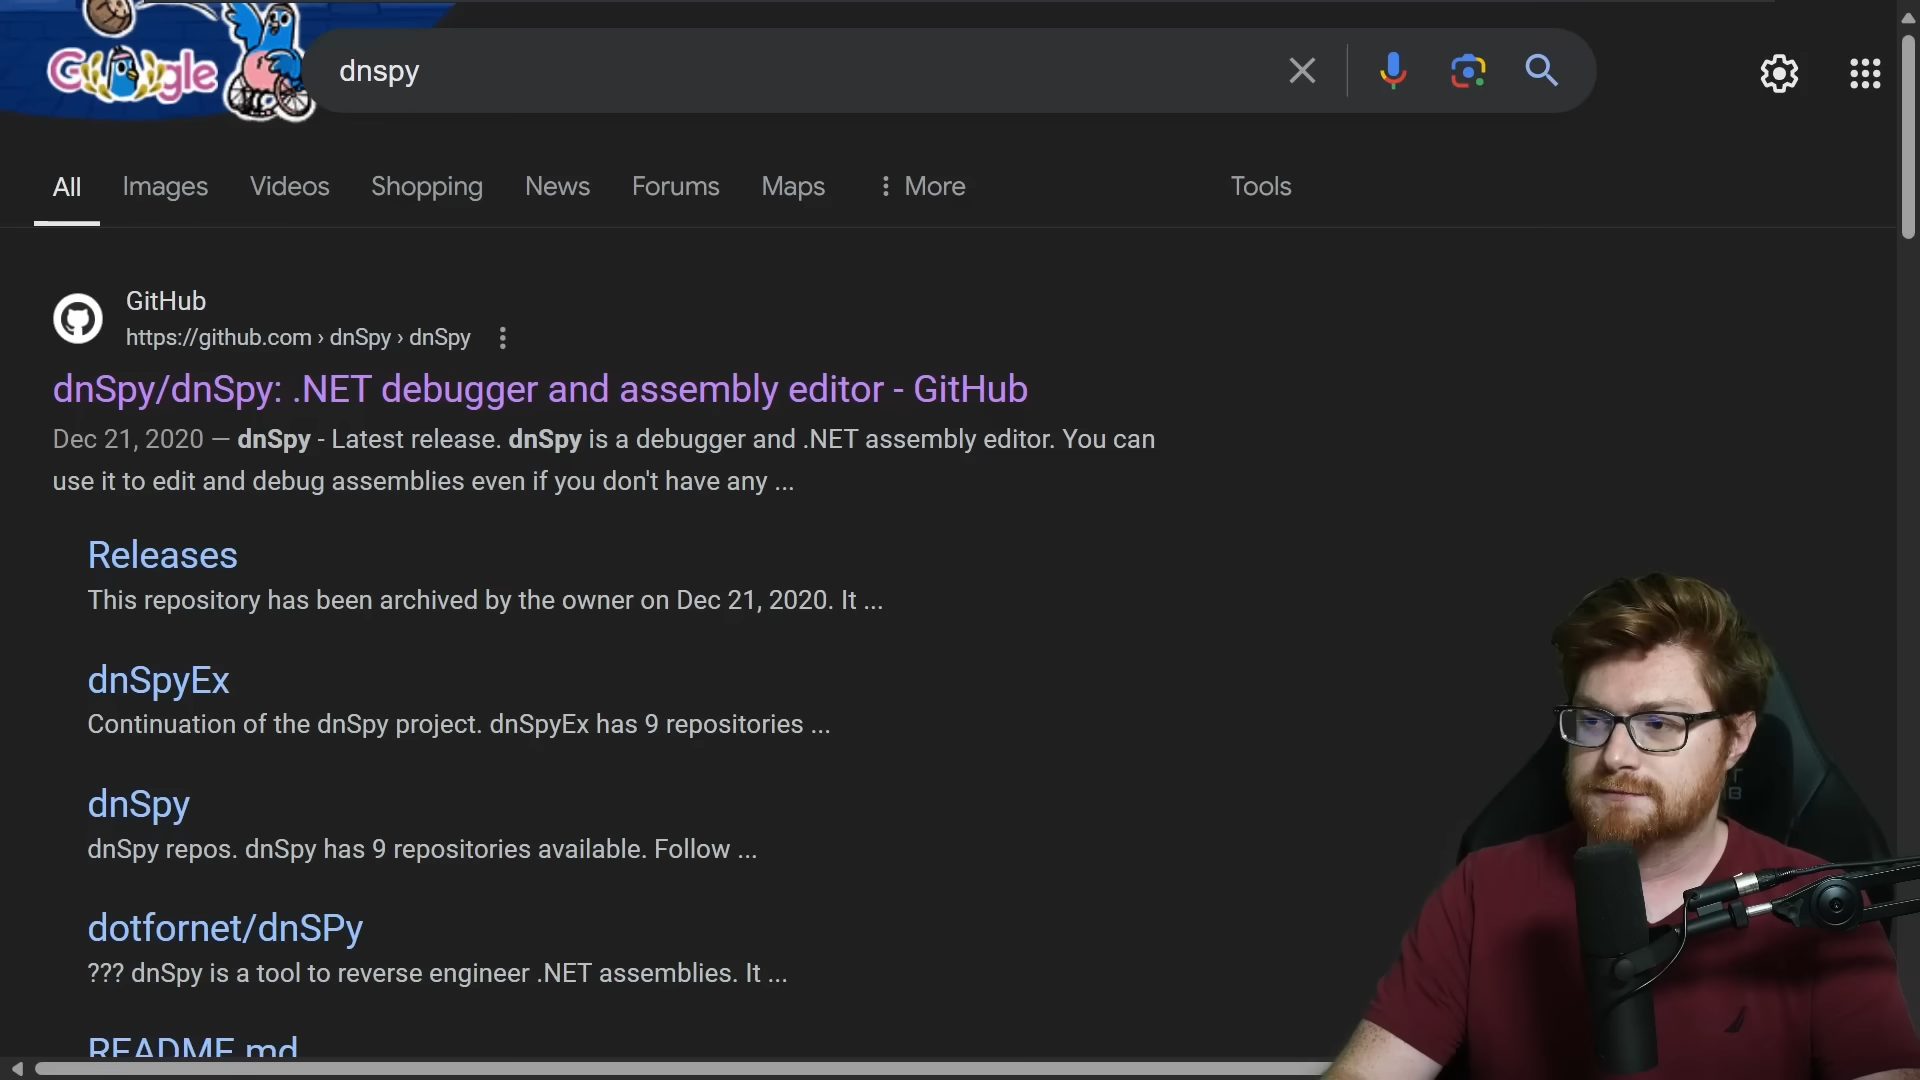 Google
dnspy
All
Images
Videos
Shopping
News
Forums
Maps
More
Tools
GitHub
https://github.com › dnSpy › dnSpy
dnSpy/dnSpy: .NET debugger and assembly editor - GitHub
Dec 21, 2020 — dnSpy - Latest release. dnSpy is a debugger and .NET assembly editor. You can
use it to edit and debug assemblies even if you don't have any ...
Releases
This repository has been archived by the owner on Dec 21, 2020. It ...
dnSpyEx
Continuation of the dnSpy project. dnSpyEx has 9 repositories ...
dnSpy
dnSpy repos. dnSpy has 9 repositories available. Follow ...
dotfornet/dnSPy
??? dnSpy is a tool to reverse engineer .NET assemblies. It ...
README.md